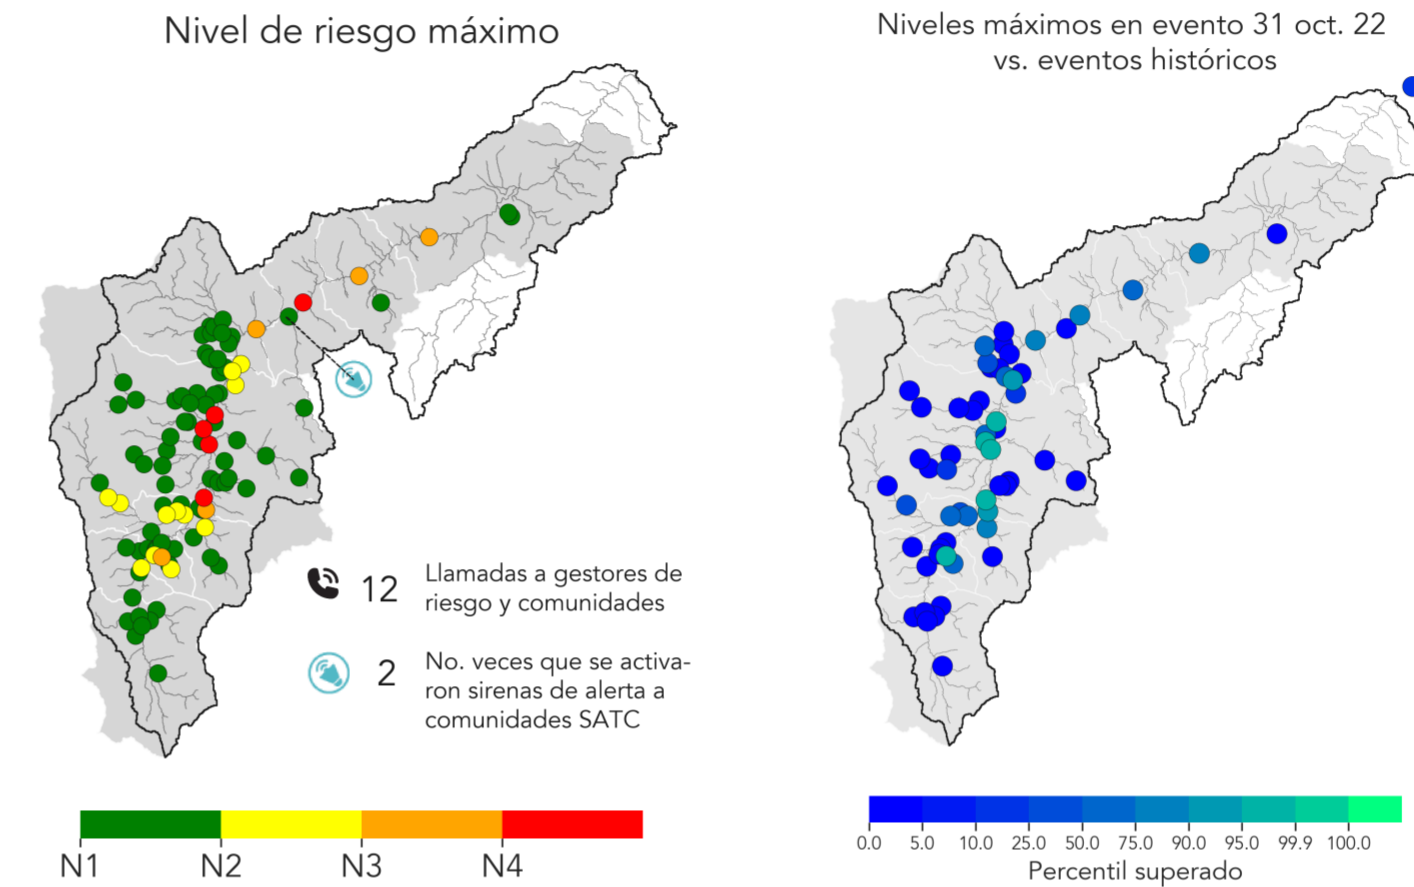 Nivel de riesgo máximo
12
Llamadas a gestores de
riesgo y comunidades
2
No. veces que se activa-
ron sirenas de alerta a
comunidades SATC
N1
N2
N3
N4
Niveles máximos en evento 31 oct. 22
vs. eventos históricos
0.0
5.0
10.0
25.0
50.0
75.0
90.0
95.0
99.9
100.0
Percentil superado